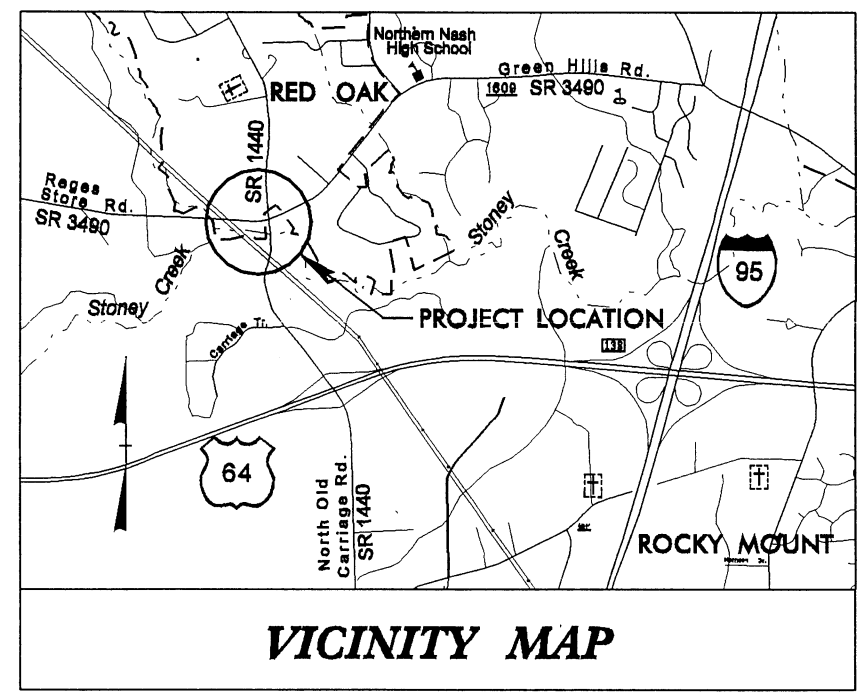 Northern Nash
High School
Green Hills Rd.
1609 SR 3490
RED OAK
SR 1440
Reges
Store Rd.
SR 3490
Stoney
Creek
Stoney
Creek
95
PROJECT LOCATION
138
Carriage Tr.
64
North Old
Carriage Rd.
SR 1440
ROCKY MOUNT
VICINITY MAP